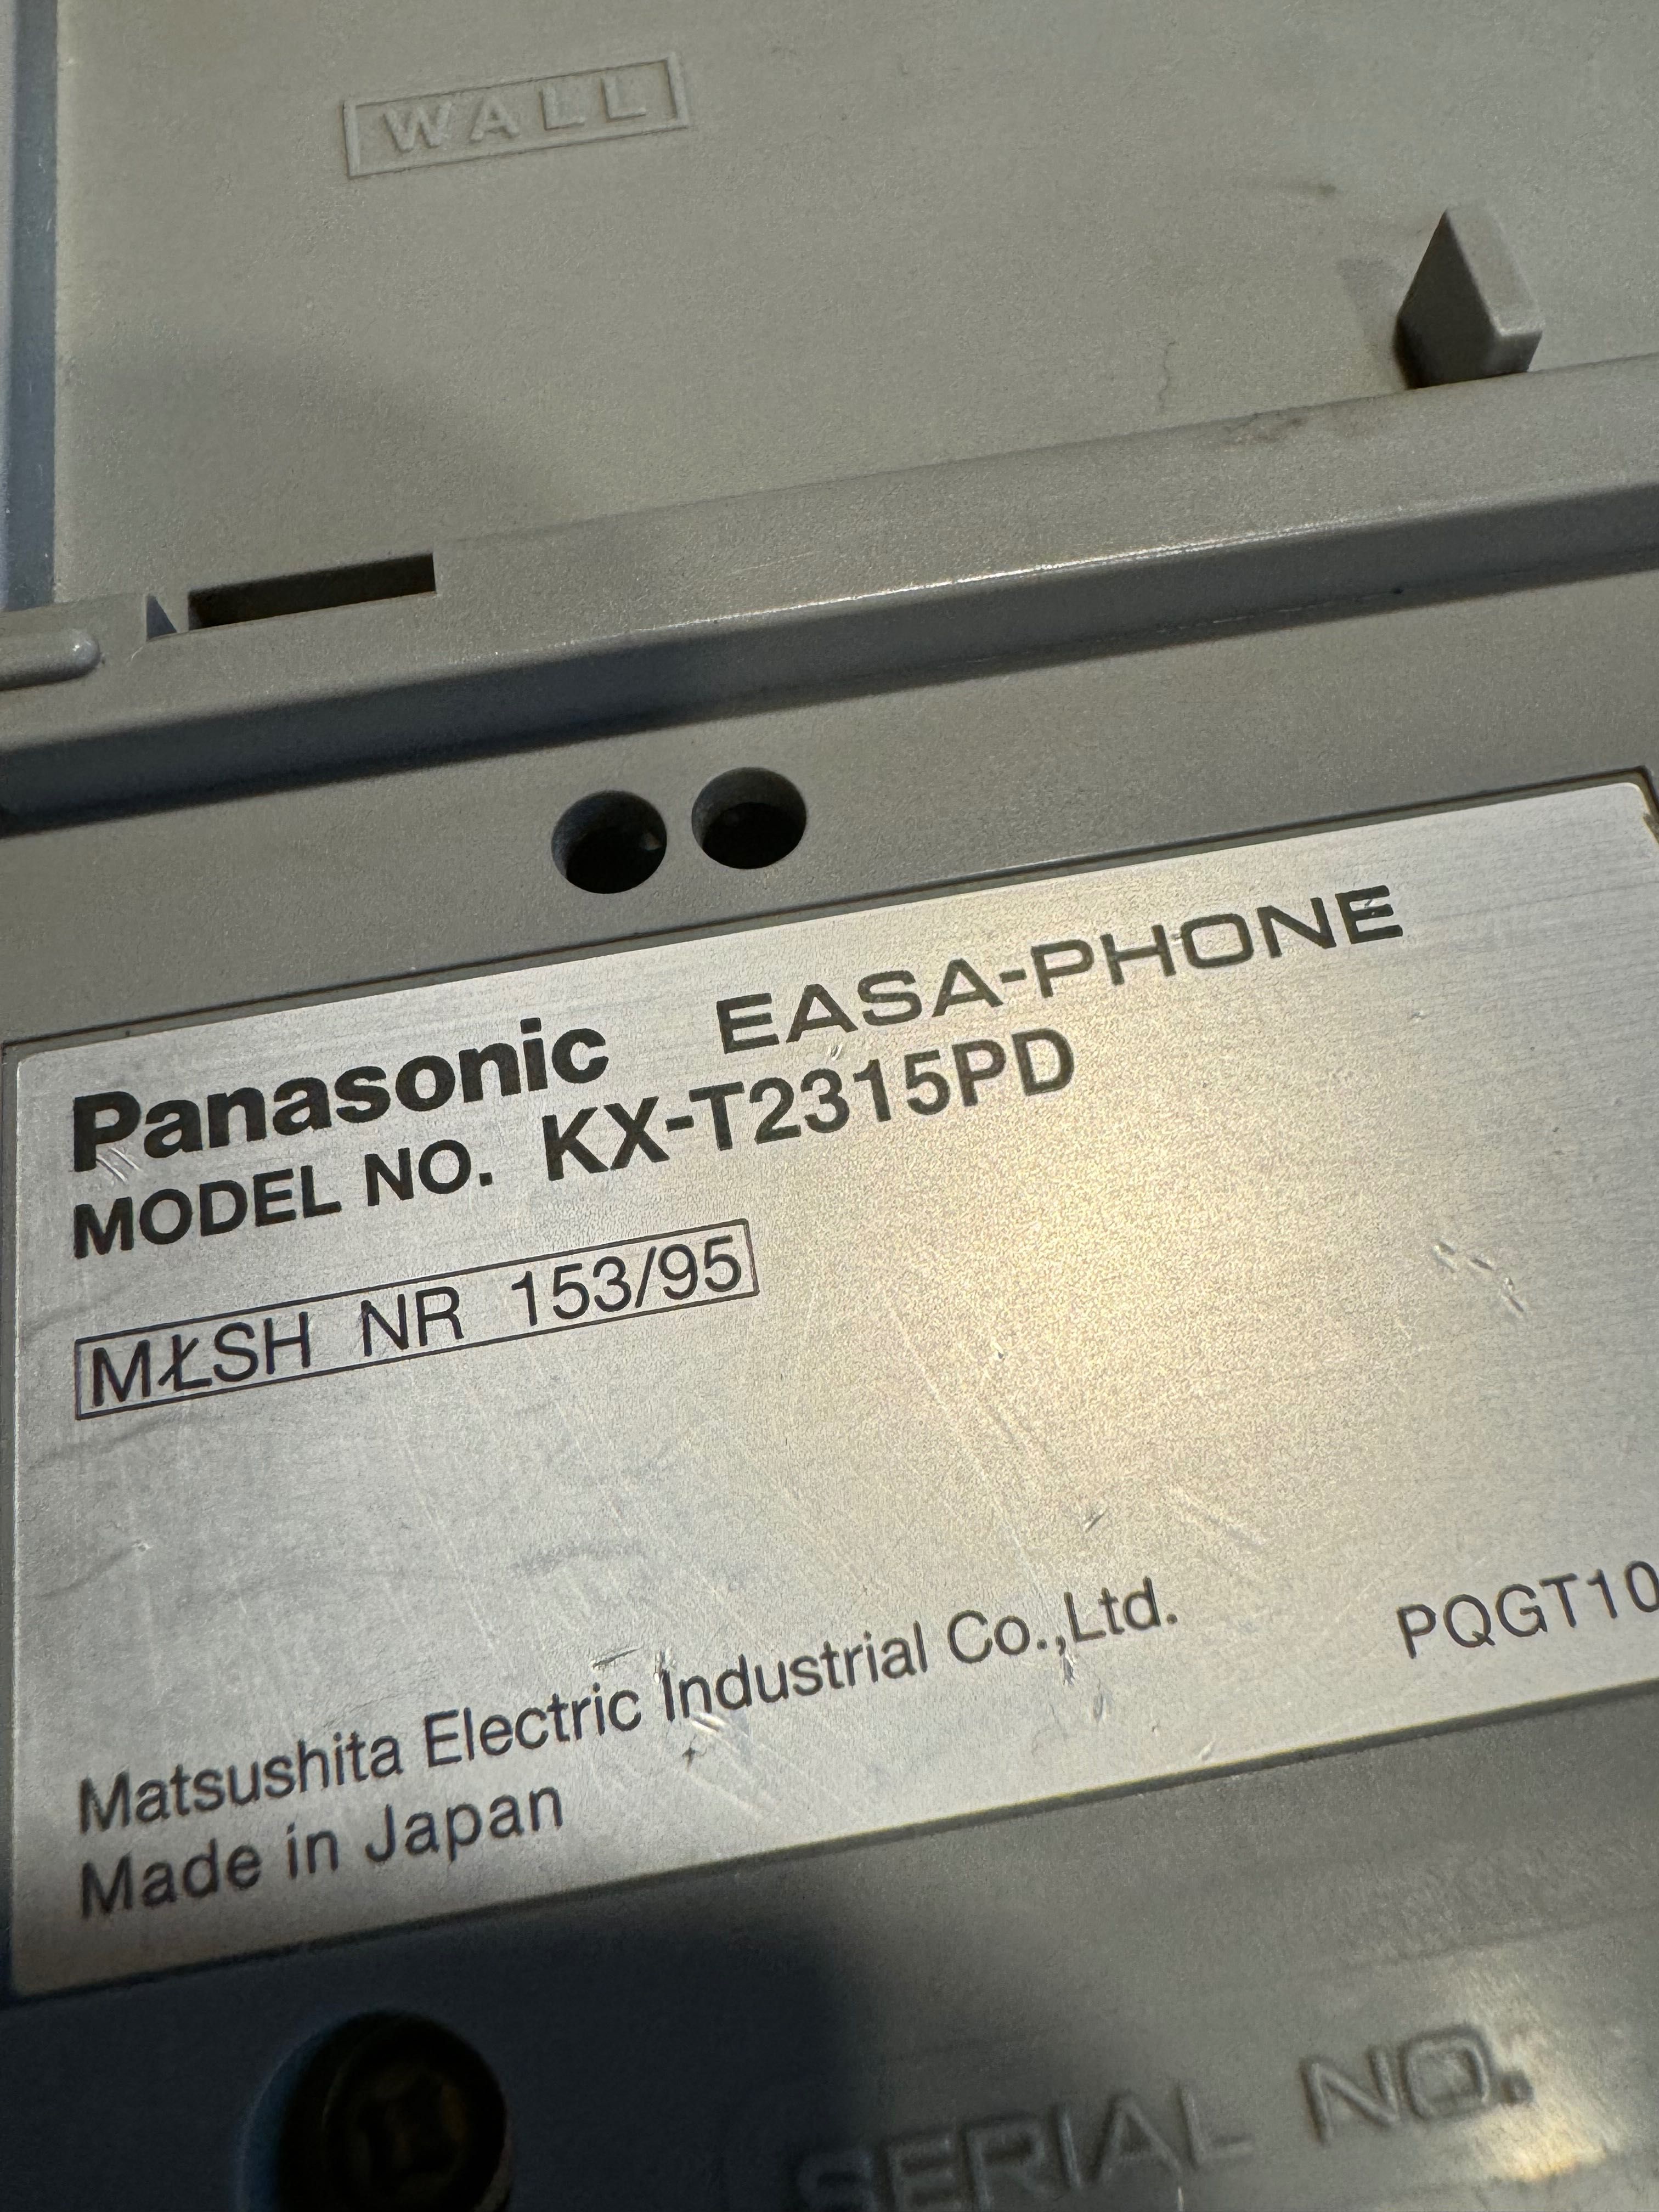 WALL
Panasonic EASA-PHONE
MODEL NO. KX-T2315PD
MŁSH NR 153/95
Matsushita Electric Industrial Co.,Ltd. PQGT10
Made in Japan
SERIAL NO.